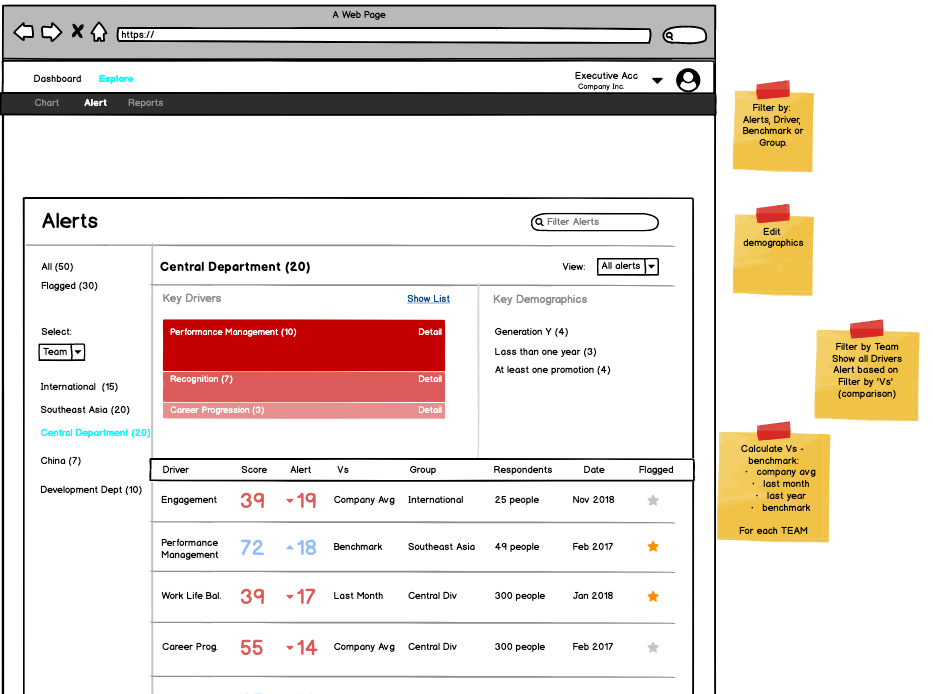 A Web Page
https://
Dashboard Explore
Executive Acc
Company Inc.
Chart Alert Reports
Alerts
Filter Alerts
All (50)
Flagged (30)
Select:
Team
International (15)
Southeast Asia (20)
Central Department (20)
China (7)
Development Dept (10)
Central Department (20)
View: All alerts
Key Drivers Show List
Performance Management (10) Detail
Recognition (7) Detail
Career Progression (3) Detail
Key Demographics
Generation Y (4)
Lass than one year (3)
At least one promotion (4)
Driver Score Alert Vs Group Respondents Date Flagged
Engagement 39 19 Company Avg International 25 people Nov 2018
Performance
Management 72 18 Benchmark Southeast Asia 49 people Feb 2017
Work Life Bal. 39 17 Last Month Central Div 300 people Jan 2018
Career Prog. 55 14 Company Avg Central Div 300 people Feb 2017
Filter by:
Alerts, Driver,
Benchmark or
Group.
Edit
demographics
Filter by Team
Show all Drivers
Alert based on
Filter by 'Vs'
(comparison)
Calculate Vs -
benchmark:
· company avg
· last month
· last year
· benchmark
For each TEAM